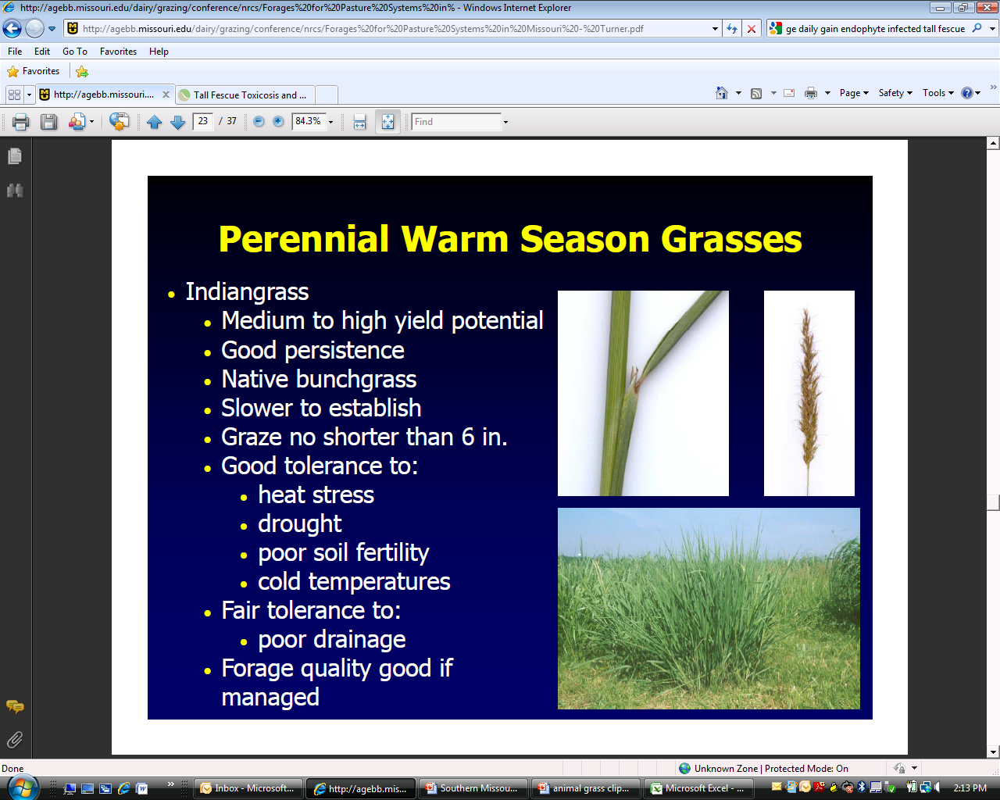 http://agebb.missouri.edu/dairy/grazing/conference/nrcs/Forages%20for%20Pasture%20Systems%20in% - Windows Internet Explorer
http://agebb.missouri.edu/dairy/grazing/conference/nrcs/Forages%20for%20Pasture%20Systems%20in%20Missouri%20-%20Turner.pdf
ge daily gain endophyte infected tall fescue
File Edit Go To Favorites Help
Favorites
http://agebb.missouri.... Tall Fescue Toxicosis and ... Page Safety Tools
23 / 37 84.3% Find
Perennial Warm Season Grasses
• Indiangrass
• Medium to high yield potential
• Good persistence
• Native bunchgrass
• Slower to establish
• Graze no shorter than 6 in.
• Good tolerance to:
• heat stress
• drought
• poor soil fertility
• cold temperatures
• Fair tolerance to:
• poor drainage
• Forage quality good if
managed
Done Unknown Zone | Protected Mode: On
Inbox - Microsoft... http://agebb.mis... Southern Missou... animal grass clip... Microsoft Excel - ... 2:13 PM